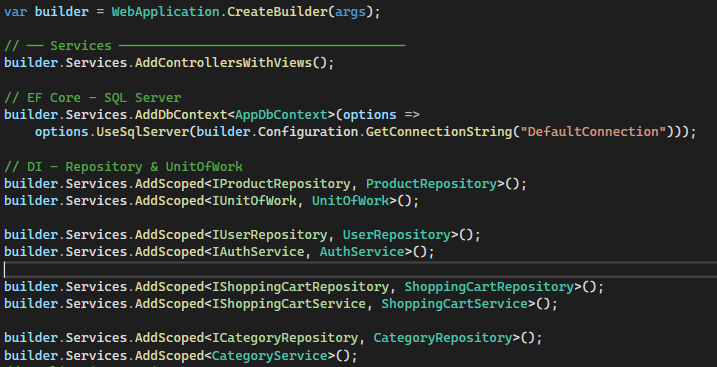 var builder = WebApplication.CreateBuilder(args);
// —— Services ————————————————————————————————————
builder.Services.AddControllersWithViews();
// EF Core – SQL Server
builder.Services.AddDbContext<AppDbContext>(options =>
options.UseSqlServer(builder.Configuration.GetConnectionString("DefaultConnection")));
// DI – Repository & UnitOfWork
builder.Services.AddScoped<IProductRepository, ProductRepository>();
builder.Services.AddScoped<IUnitOfWork, UnitOfWork>();
builder.Services.AddScoped<IUserRepository, UserRepository>();
builder.Services.AddScoped<IAuthService, AuthService>();
builder.Services.AddScoped<IShoppingCartRepository, ShoppingCartRepository>();
builder.Services.AddScoped<IShoppingCartService, ShoppingCartService>();
builder.Services.AddScoped<ICategoryRepository, CategoryRepository>();
builder.Services.AddScoped<CategoryService>();